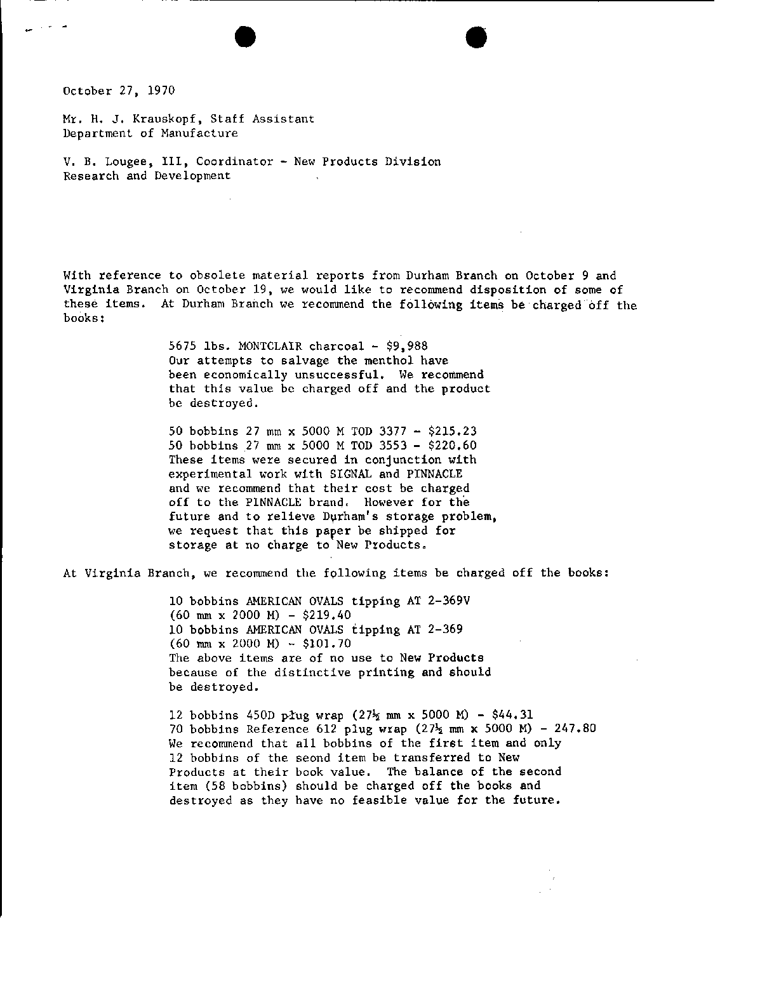 October 27, 1970
Mr. H. J. Krauskopf, Staff Assistant
Department of Manufacture
V. B. Lougee, III, Coordinator - New Products Division
Research and Development
With reference to obsolete material reports from Durham Branch on October 9 and
Virginia Branch on October 19, we would like to recommend disposition of some of
these items. At Durham Branch we recommend the following items be charged off the
books:
5675 lbs. MONTCLAIR charcoal - $9,988
Our attempts to salvage the menthol have
been economically unsuccessful. We recommend
that this value be charged off and the product
be destroyed.
50 bobbins 27 mm x 5000 M TOD 3377 - $215.23
50 bobbins 27 mm x 5000 M TOD 3553 - $220.60
These items were secured in conjunction with
experimental work with SIGNAL and PINNACLE
and we recommend that their cost be charged
off to the PINNACLE brand. However for the
future and to relieve Durham's storage problem,
we request that this paper be shipped for
storage at no charge to New Products.
At Virginia Branch, we recommend the following items be charged off the books:
10 bobbins AMERICAN OVALS tipping AT 2-369V
(60 mm x 2000 M) - $219.40
10 bobbins AMERICAN OVALS tipping AT 2-369
(60 mm x 2000 M) - $101.70
The above items are of no use to New Products
because of the distinctive printing and should
be destroyed.
12 bobbins 450D plug wrap (27½ mm x 5000 M) - $44.31
70 bobbins Reference 612 plug wrap (27½ mm x 5000 M) - 247.80
We recommend that all bobbins of the first item and only
12 bobbins of the seond item be transferred to New
Products at their book value. The balance of the second
item (58 bobbins) should be charged off the books and
destroyed as they have no feasible value for the future.